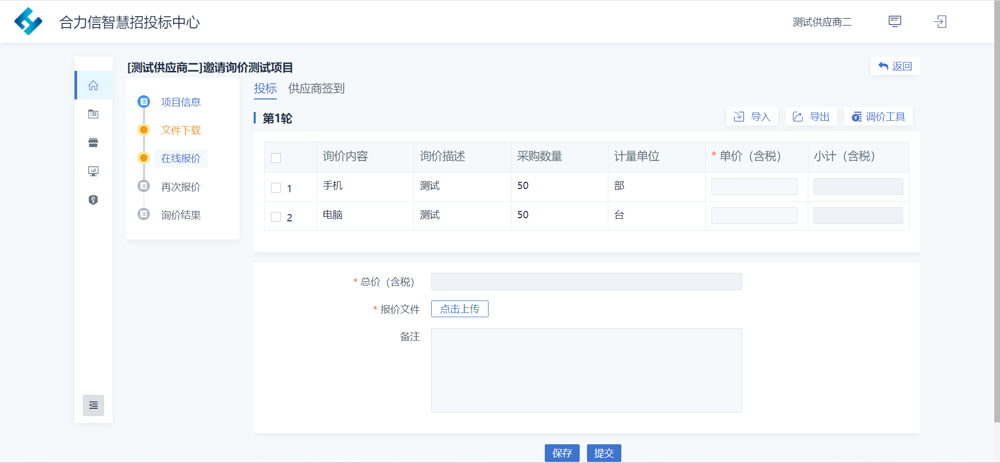 合力信智慧招投标中心
测试供应商二
[测试供应商二]邀请询价测试项目
返回
项目信息
文件下载
在线报价
再次报价
询价结果
投标 供应商签到
第1轮
导入 导出 调价工具
询价内容 询价描述 采购数量 计量单位 * 单价（含税） 小计（含税）
1 手机 测试 50 部
2 电脑 测试 50 台
* 总价（含税）
* 报价文件 点击上传
备注
保存 提交